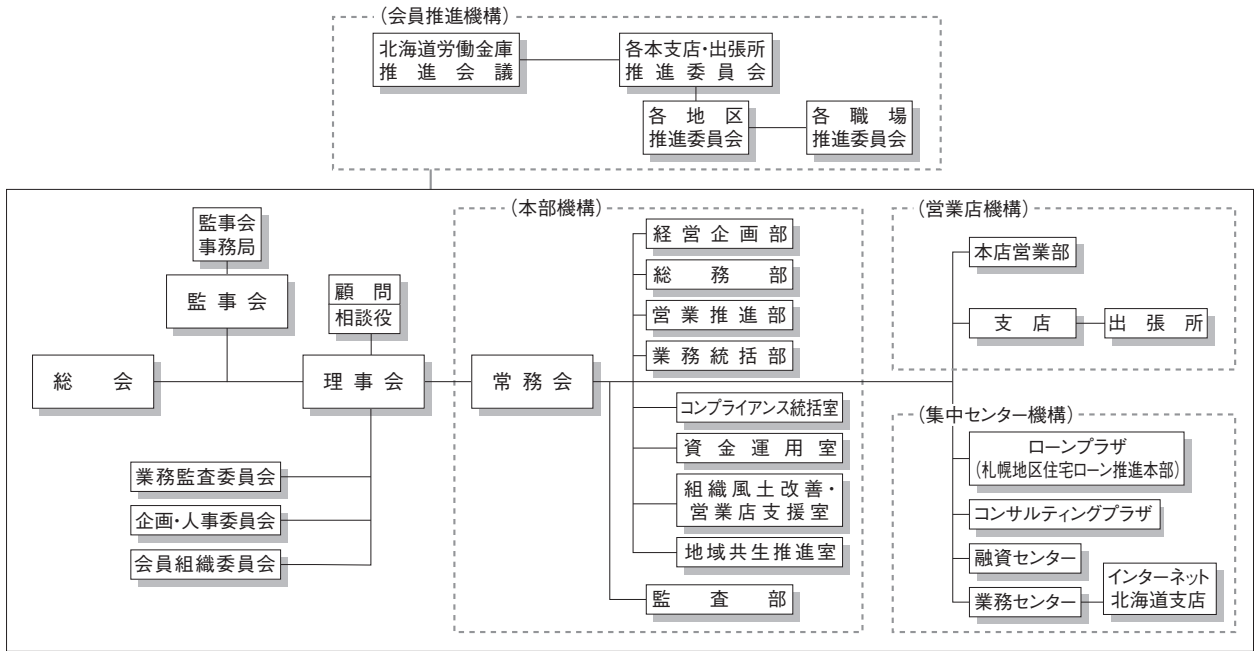 （会員推進機構）
北海道労働金庫
推進会議
各本支店・出張所
推進委員会
各地区
推進委員会
各職場
推進委員会
監事会
事務局
監事会
顧問
相談役
総会
理事会
業務監査委員会
企画・人事委員会
会員組織委員会
（本部機構）
常務会
経営企画部
総務部
営業推進部
業務統括部
コンプライアンス統括室
資金運用室
組織風土改善・
営業店支援室
地域共生推進室
監査部
（営業店機構）
本店営業部
支店
出張所
（集中センター機構）
ローンプラザ
（札幌地区住宅ローン推進本部）
コンサルティングプラザ
融資センター
業務センター
インターネット
北海道支店